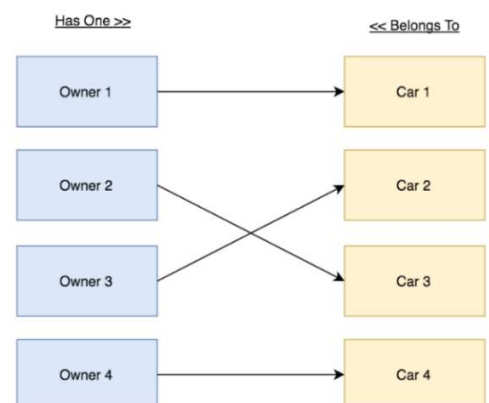 Has One >>
<< Belongs To
Owner 1
Car 1
Owner 2
Car 2
Owner 3
Car 3
Owner 4
Car 4